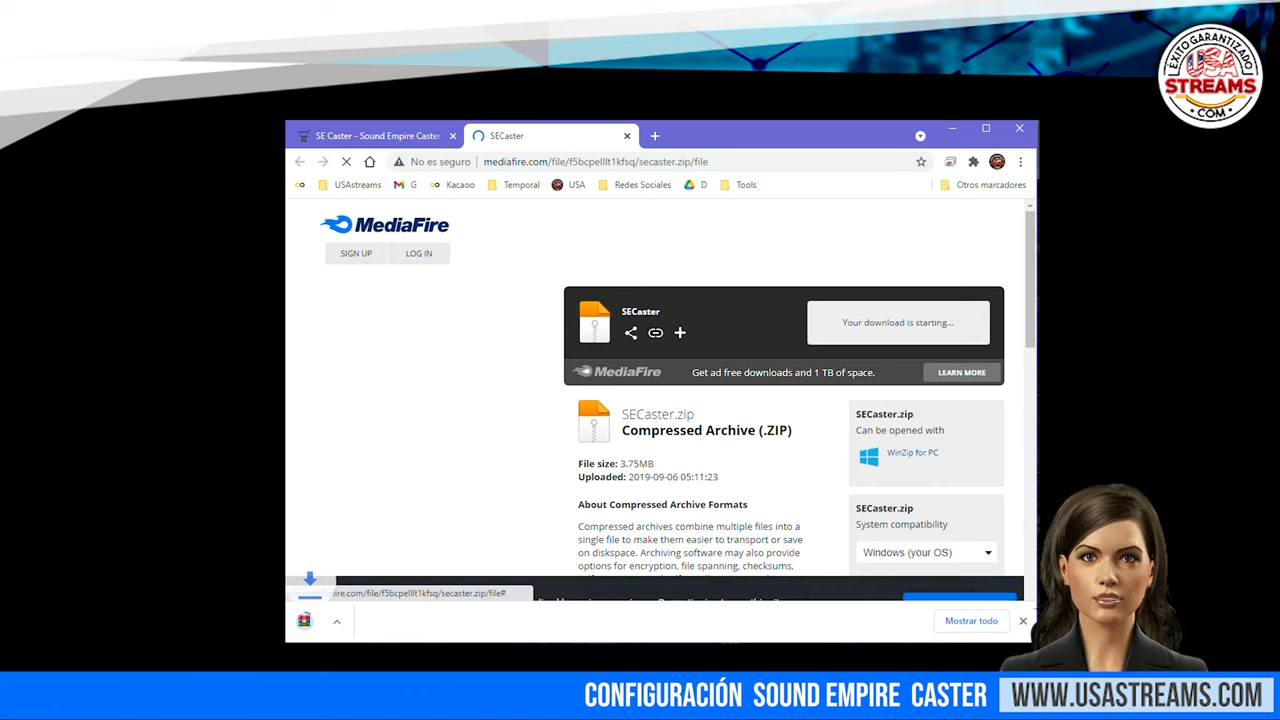 ÉXITO GARANTIZADO
USA
STREAMS
.COM
SE Caster - Sound Empire Caster
SECaster
No es seguro
mediafire.com/file/f5bcpelllt1kfsq/secaster.zip/file
USAstreams
G
Kacaoo
Temporal
USA
Redes Sociales
D
Tools
Otros marcadores
MediaFire
SIGN UP
LOG IN
SECaster
Your download is starting...
MediaFire
Get ad free downloads and 1 TB of space.
LEARN MORE
SECaster.zip
Compressed Archive (.ZIP)
File size: 3.75MB
Uploaded: 2019-09-06 05:11:23
About Compressed Archive Formats
Compressed archives combine multiple files into a
single file to make them easier to transport or save
on diskspace. Archiving software may also provide
options for encryption, file spanning, checksums,
SECaster.zip
Can be opened with
WinZip for PC
SECaster.zip
System compatibility
Windows (your OS)
fire.com/file/f5bcpelllt1kfsq/secaster.zip/file#
Mostrar todo
CONFIGURACIÓN SOUND EMPIRE CASTER
WWW.USASTREAMS.COM